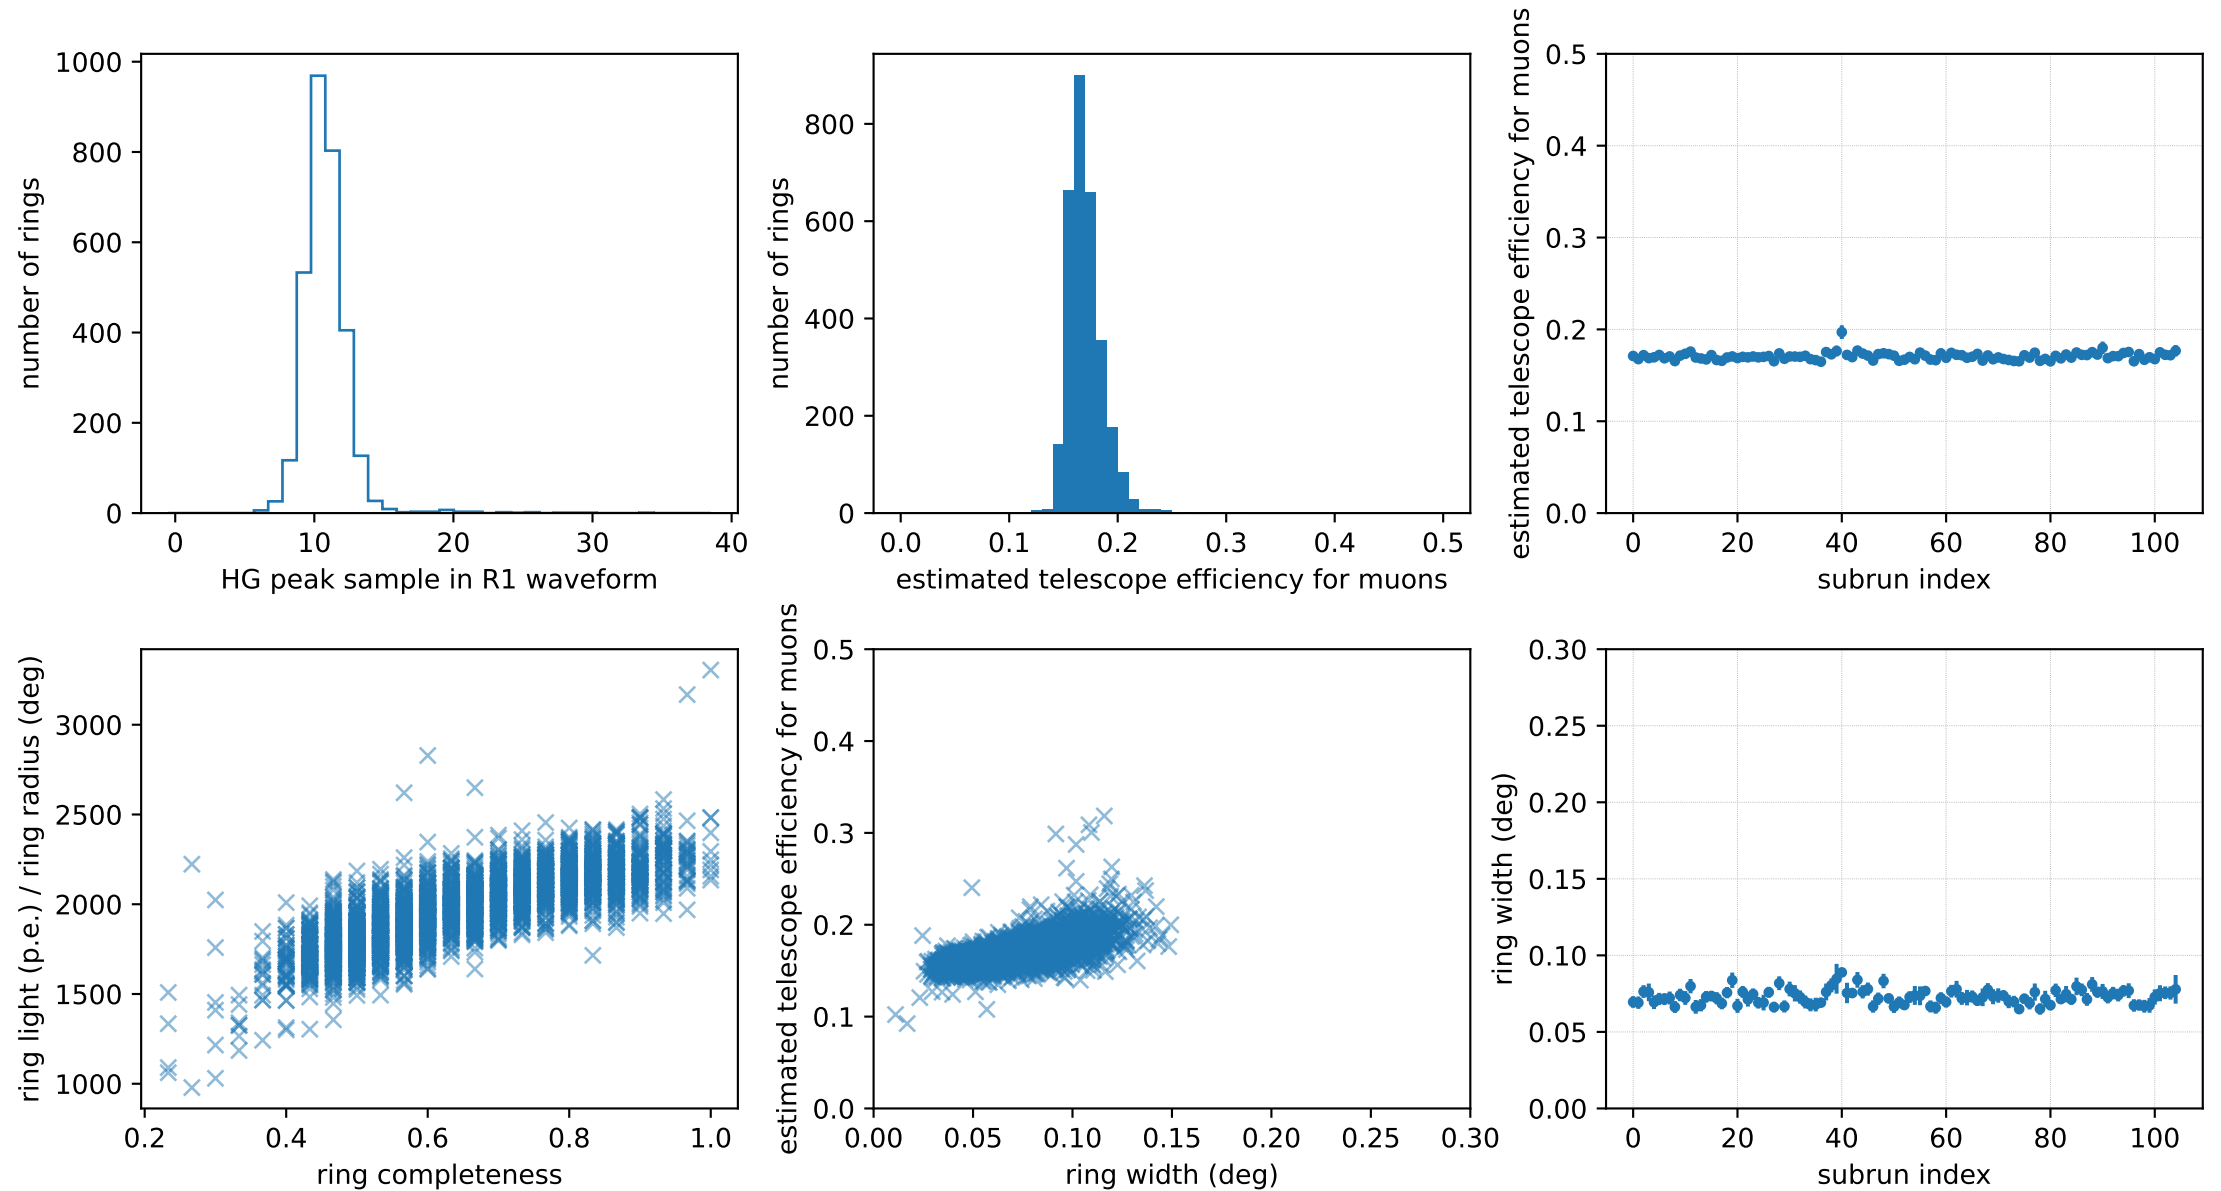 1000
800
600
400
200
0
number of rings
0 10 20 30 40
HG peak sample in R1 waveform
800
600
400
200
0
number of rings
0.0 0.1 0.2 0.3 0.4 0.5
estimated telescope efficiency for muons
0.5
0.4
0.3
0.2
0.1
0.0
estimated telescope efficiency for muons
0 20 40 60 80 100
subrun index
3000
2500
2000
1500
1000
ring light (p.e.) / ring radius (deg)
0.2 0.4 0.6 0.8 1.0
ring completeness
0.5
0.4
0.3
0.2
0.1
0.0
estimated telescope efficiency for muons
0.00 0.05 0.10 0.15 0.20 0.25 0.30
ring width (deg)
0.30
0.25
0.20
0.15
0.10
0.05
0.00
ring width (deg)
0 20 40 60 80 100
subrun index